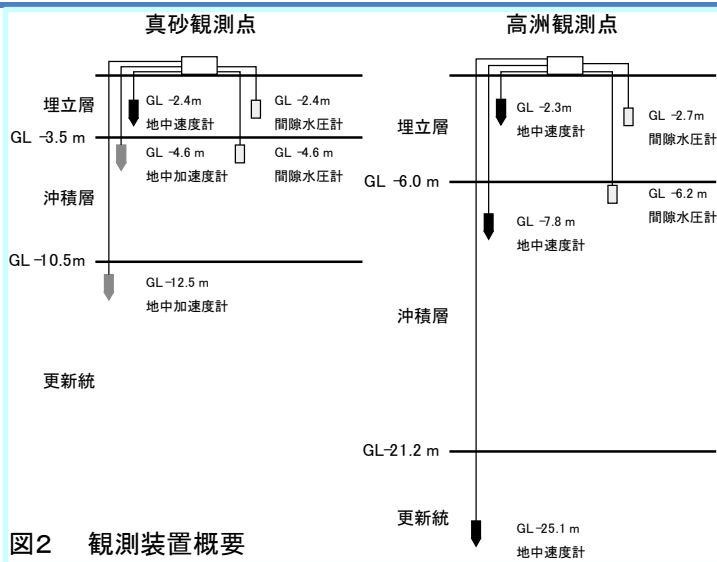 真砂観測点
埋立層
GL -2.4m
地中速度計
GL -2.4m
間隙水圧計
GL -3.5 m
GL -4.6 m
地中加速度計
GL -4.6 m
間隙水圧計
沖積層
GL -10.5m
GL -12.5 m
地中加速度計
更新統
高洲観測点
埋立層
GL -2.3m
地中速度計
GL -2.7m
間隙水圧計
GL -6.0 m
GL -6.2 m
間隙水圧計
GL -7.8 m
地中速度計
沖積層
GL-21.2 m
更新統
GL-25.1 m
地中速度計
図2 観測装置概要